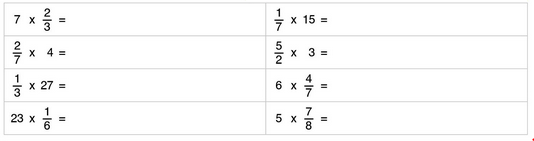 7 x 2/3 =
1/7 x 15 =
2/7 x 4 =
5/2 x 3 =
1/3 x 27 =
6 x 4/7 =
23 x 1/6 =
5 x 7/8 =